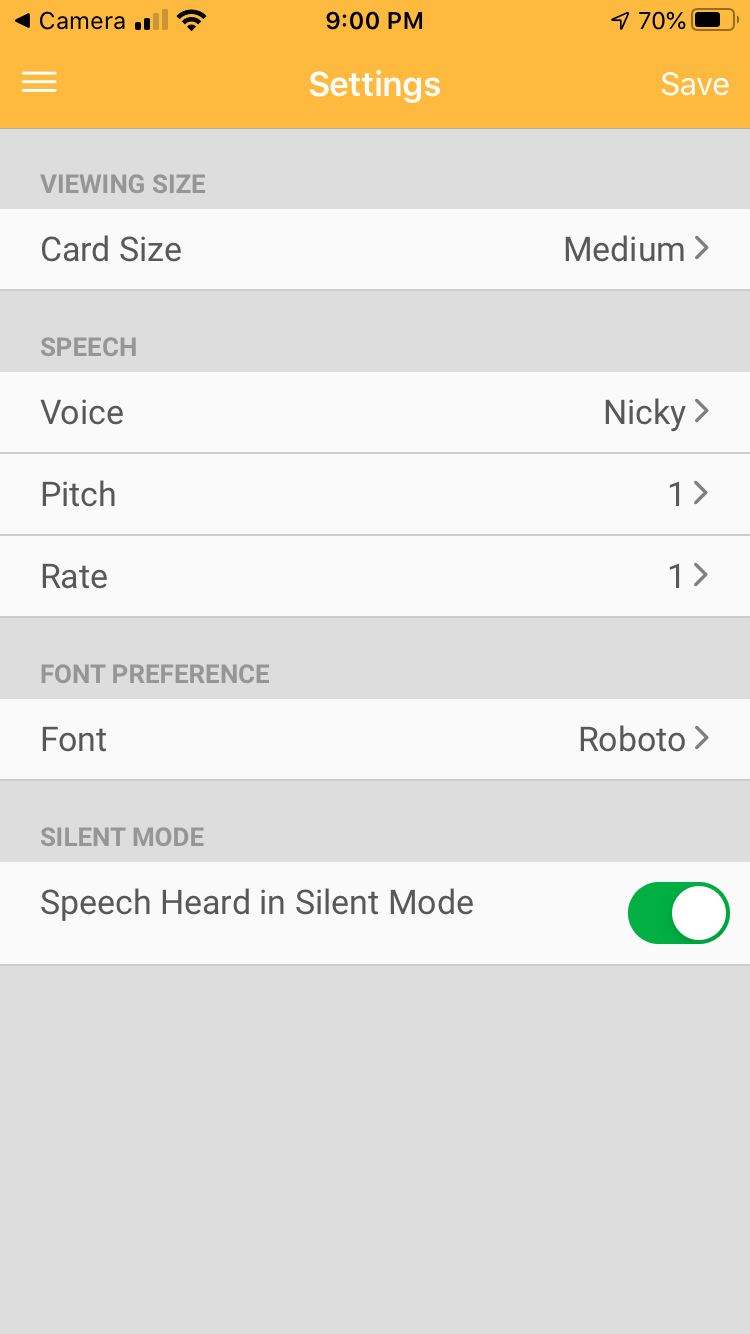 Camera 9:00 PM 70%
Settings Save
VIEWING SIZE
Card Size Medium
SPEECH
Voice Nicky
Pitch 1
Rate 1
FONT PREFERENCE
Font Roboto
SILENT MODE
Speech Heard in Silent Mode